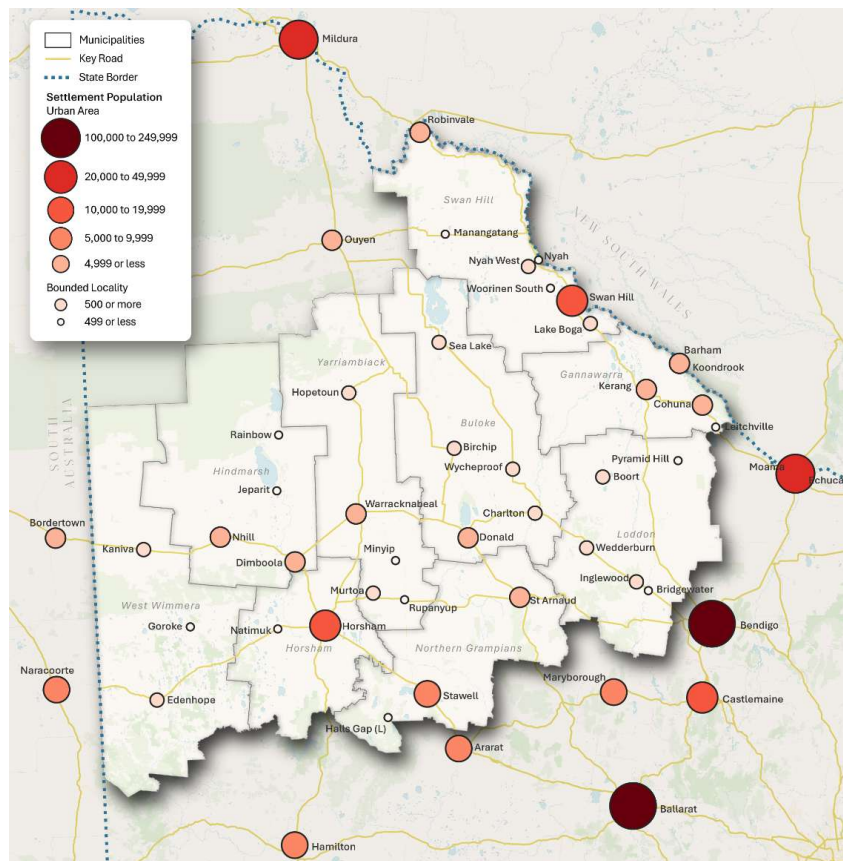 Municipalities
Key Road
State Border
Settlement Population
Urban Area
100,000 to 249,999
20,000 to 49,999
10,000 to 19,999
5,000 to 9,999
4,999 or less
Bounded Locality
500 or more
499 or less
Mildura
Robinvale
Swan Hill
Manangatang
Ouyen
Nyah
Nyah West
NEW SOUTH WALES
Woorinen South
Swan Hill
Lake Boga
Sea Lake
Barham
Yarriambiack
Koondrook
Gannawarra
Kerang
Hopetoun
Cohuna
Buloke
Leitchville
SOUTH
AUSTRALIA
Rainbow
Birchip
Pyramid Hill
Wycheproof
Moama
Hindmarsh
Boort
Echuca
Jeparit
Warracknabeal
Charlton
Loddon
Bordertown
Nhill
Donald
Kaniva
Wedderburn
Minyip
Dimboola
Inglewood
Bridgewater
Murtoa
Rupanyup
St Arnaud
West Wimmera
Goroke
Natimuk
Horsham
Bendigo
Horsham
Northern Grampians
Naracoorte
Maryborough
Stawell
Castlemaine
Edenhope
Halls Gap (L)
Ararat
Ballarat
Hamilton